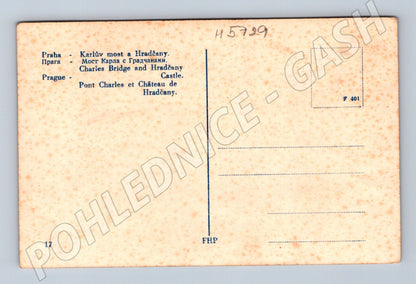 H5729
Praha - Karlův most a Hradčany.
Прага - Мост Карла с Градчанами.
Charles Bridge and Hradčany
Prague - Castle.
Pont Charles et Château de
Hradčany.
F 401
17
FHP
POHLEDNICE - GASH